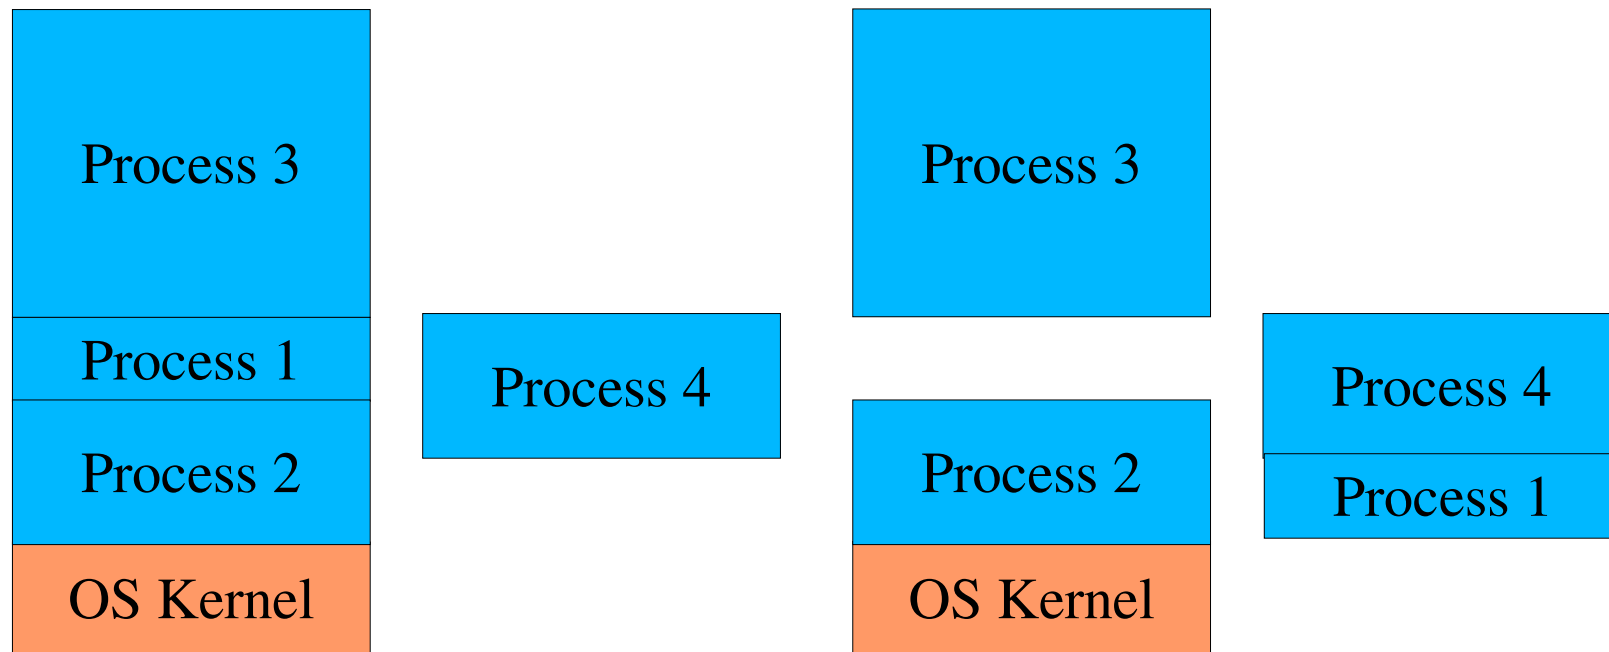 Process 3
Process 1
Process 2
OS Kernel
Process 4
Process 3
Process 2
OS Kernel
Process 4
Process 1